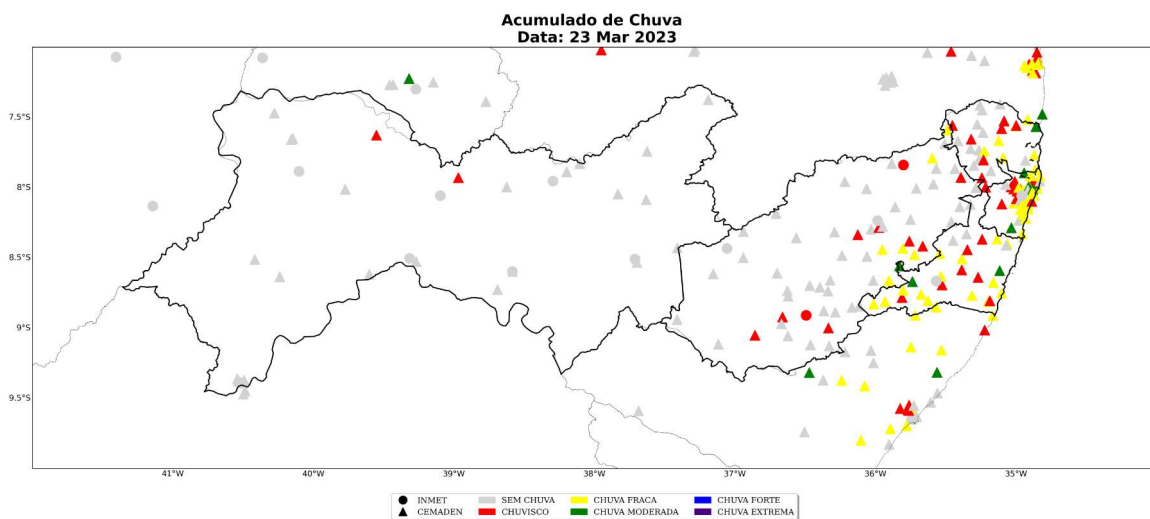 Acumulado de Chuva
Data: 23 Mar 2023
7.5°S
8°S
8.5°S
9°S
9.5°S
41°W 40°W 39°W 38°W 37°W 36°W 35°W
INMET SEM CHUVA CHUVA FRACA CHUVA FORTE
CEMADEN CHUVISCO CHUVA MODERADA CHUVA EXTREMA